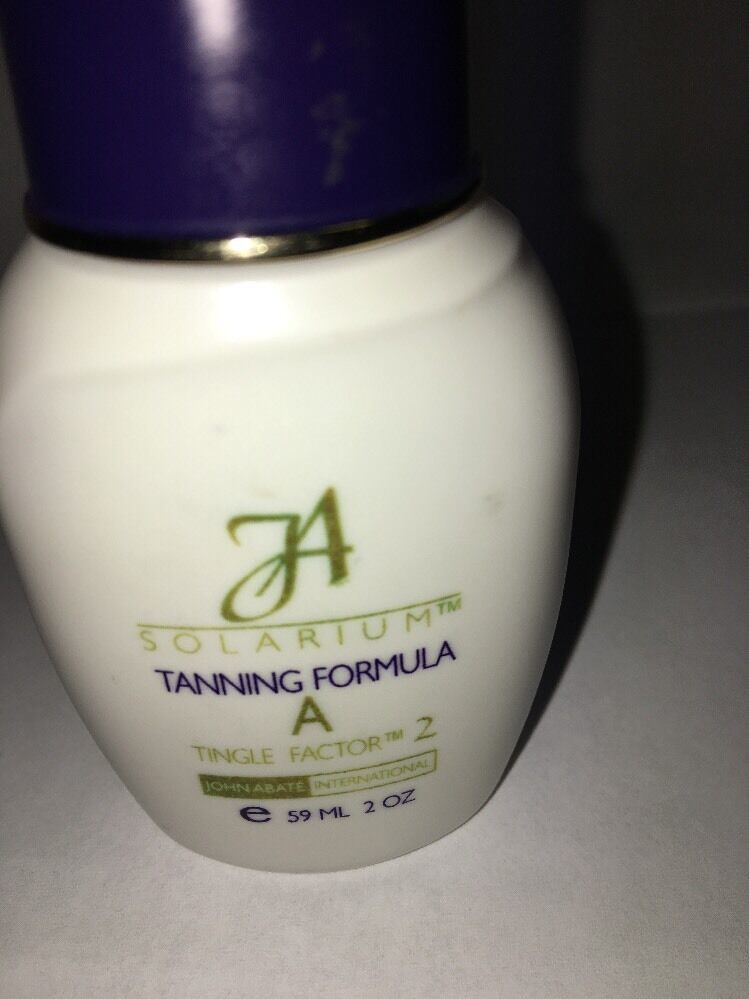 JA
SOLARIUM™
TANNING FORMULA
A
TINGLE FACTOR™ 2
JOHN ABATE INTERNATIONAL
e 59 ML 2 OZ